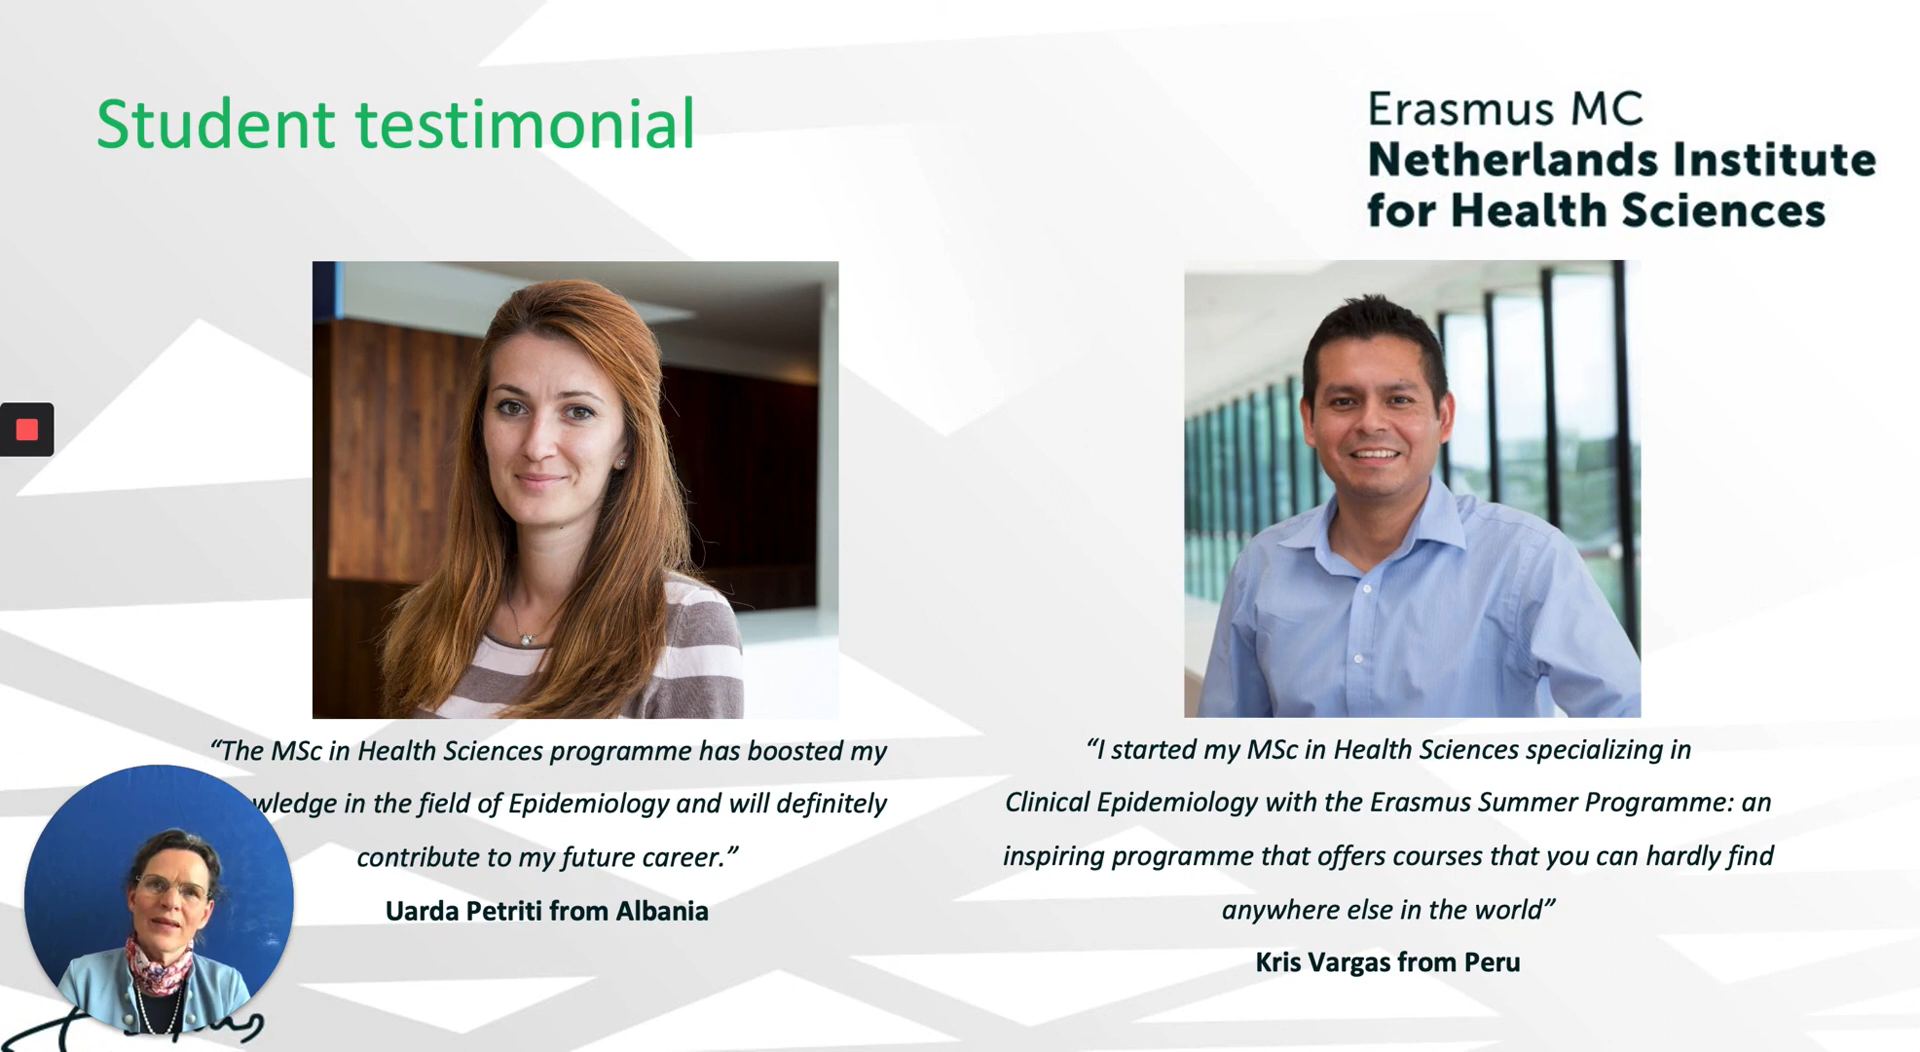 Student testimonial
Erasmus MC
Netherlands Institute
for Health Sciences
“The MSc in Health Sciences programme has boosted my
wledge in the field of Epidemiology and will definitely
contribute to my future career.”
Uarda Petriti from Albania
“I started my MSc in Health Sciences specializing in
Clinical Epidemiology with the Erasmus Summer Programme: an
inspiring programme that offers courses that you can hardly find
anywhere else in the world”
Kris Vargas from Peru